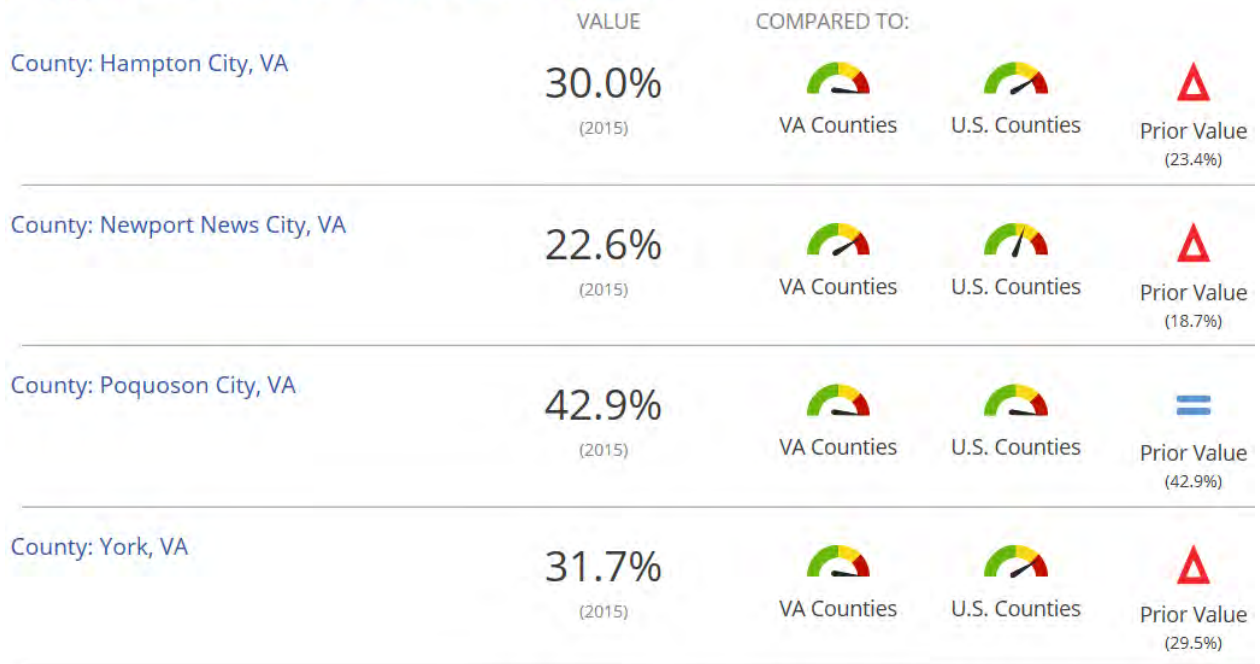 VALUE COMPARED TO:
County: Hampton City, VA
30.0%
(2015)
VA Counties U.S. Counties Prior Value
(23.4%)
County: Newport News City, VA
22.6%
(2015)
VA Counties U.S. Counties Prior Value
(18.7%)
County: Poquoson City, VA
42.9%
(2015)
VA Counties U.S. Counties Prior Value
(42.9%)
County: York, VA
31.7%
(2015)
VA Counties U.S. Counties Prior Value
(29.5%)